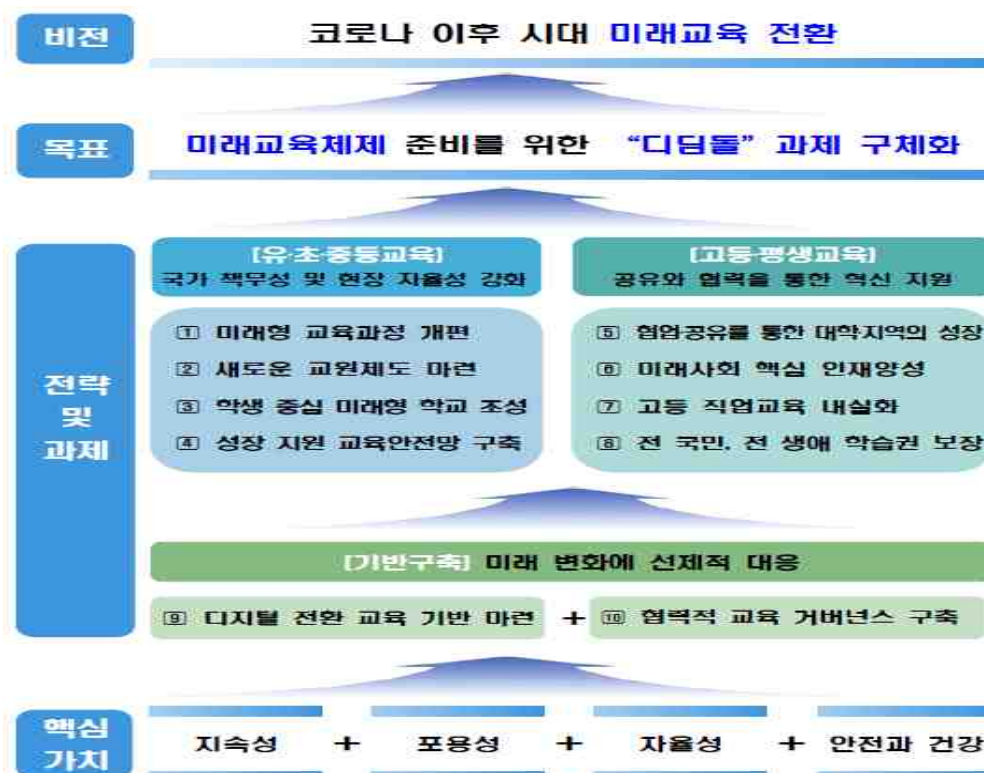 비전
코로나 이후 시대 미래교육 전환
목표
미래교육체제 준비를 위한 “디딤돌” 과제 구체화
전략
및
과제
[유·초·중등교육]
국가 책무성 및 현장 자율성 강화
① 미래형 교육과정 개편
② 새로운 교원제도 마련
③ 학생 중심 미래형 학교 조성
④ 성장 지원 교육안전망 구축
[고등·평생교육]
공유와 협력을 통한 혁신 지원
⑤ 협업·공유를 통한 대학·지역의 성장
⑥ 미래사회 핵심 인재양성
⑦ 고등 직업교육 내실화
⑧ 전 국민, 전 생애 학습권 보장
[기반구축] 미래 변화에 선제적 대응
⑨ 디지털 전환 교육 기반 마련 + ⑩ 협력적 교육 거버넌스 구축
핵심
가치
지속성 + 포용성 + 자율성 + 안전과 건강